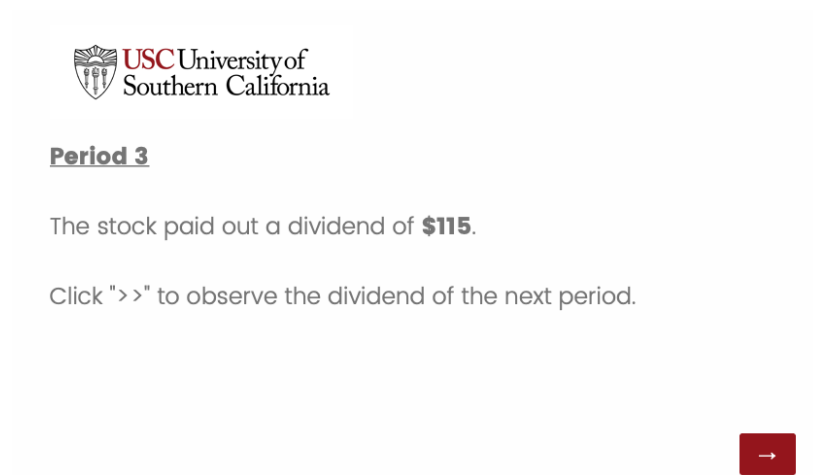 USC University of
Southern California
Period 3
The stock paid out a dividend of $115.
Click ">>" to observe the dividend of the next period.
→